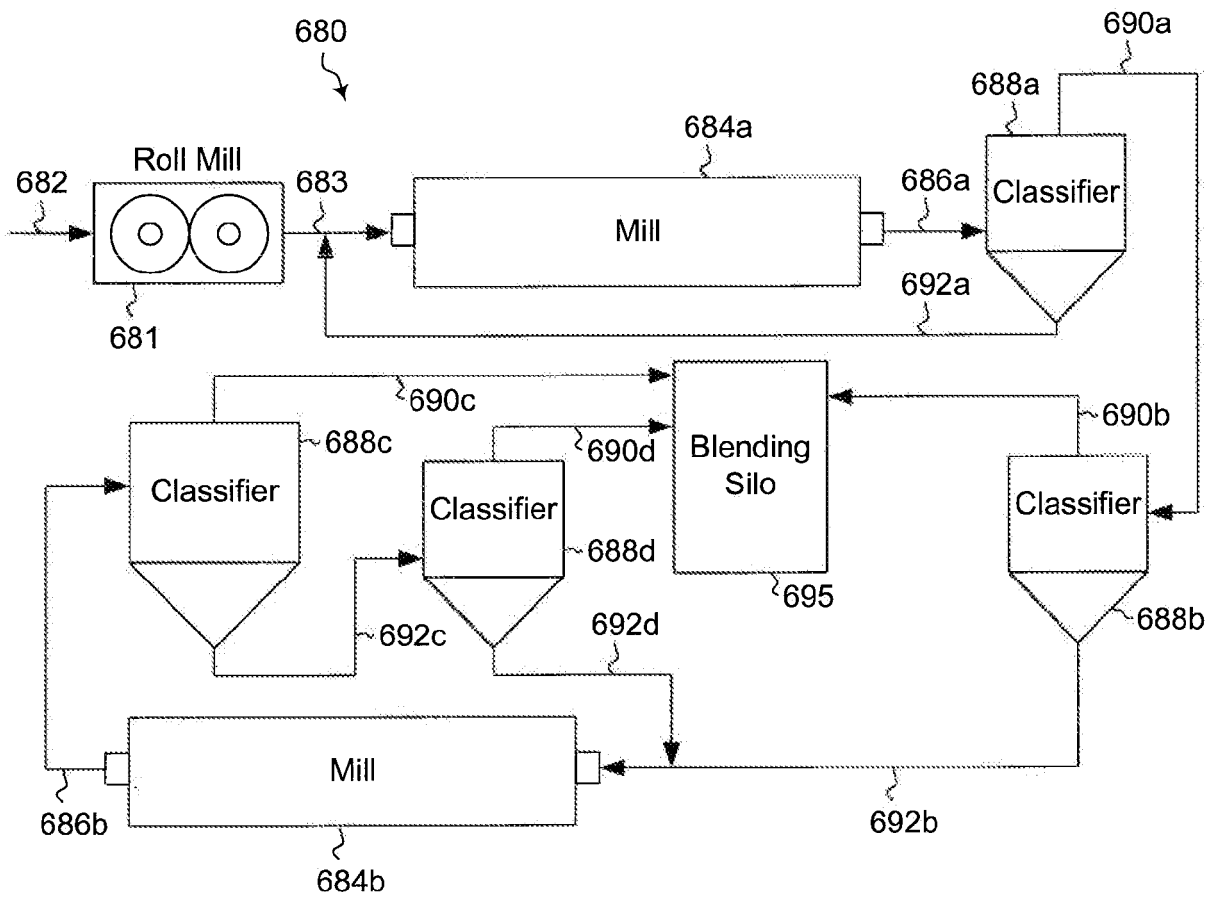 680
690a
688a
684a
Roll Mill
682
683
686a
Classifier
Mill
681
692a
690c
690b
688c
690d
Blending
Silo
Classifier
Classifier
Classifier
688d
695
688b
692c
692d
Mill
686b
692b
684b